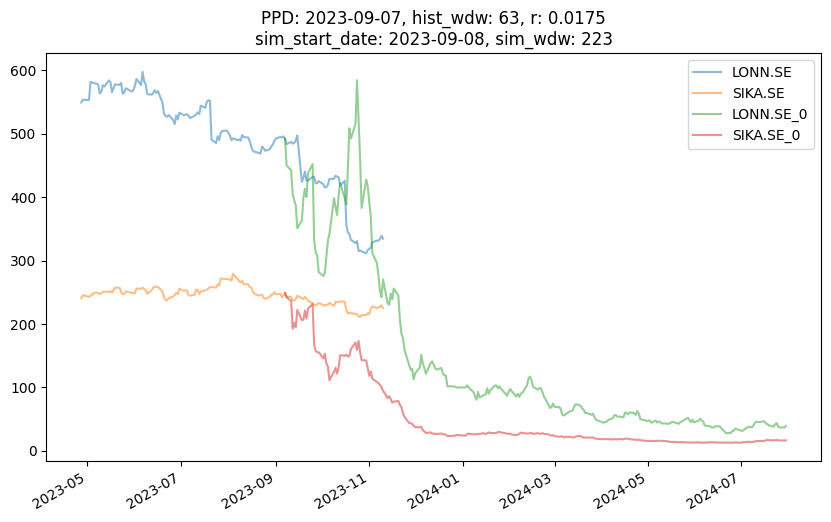 PPD: 2023-09-07, hist_wdw: 63, r: 0.0175
sim_start_date: 2023-09-08, sim_wdw: 223
LONN.SE
SIKA.SE
LONN.SE_0
SIKA.SE_0
600
500
400
300
200
100
0
2023-05
2023-07
2023-09
2023-11
2024-01
2024-03
2024-05
2024-07